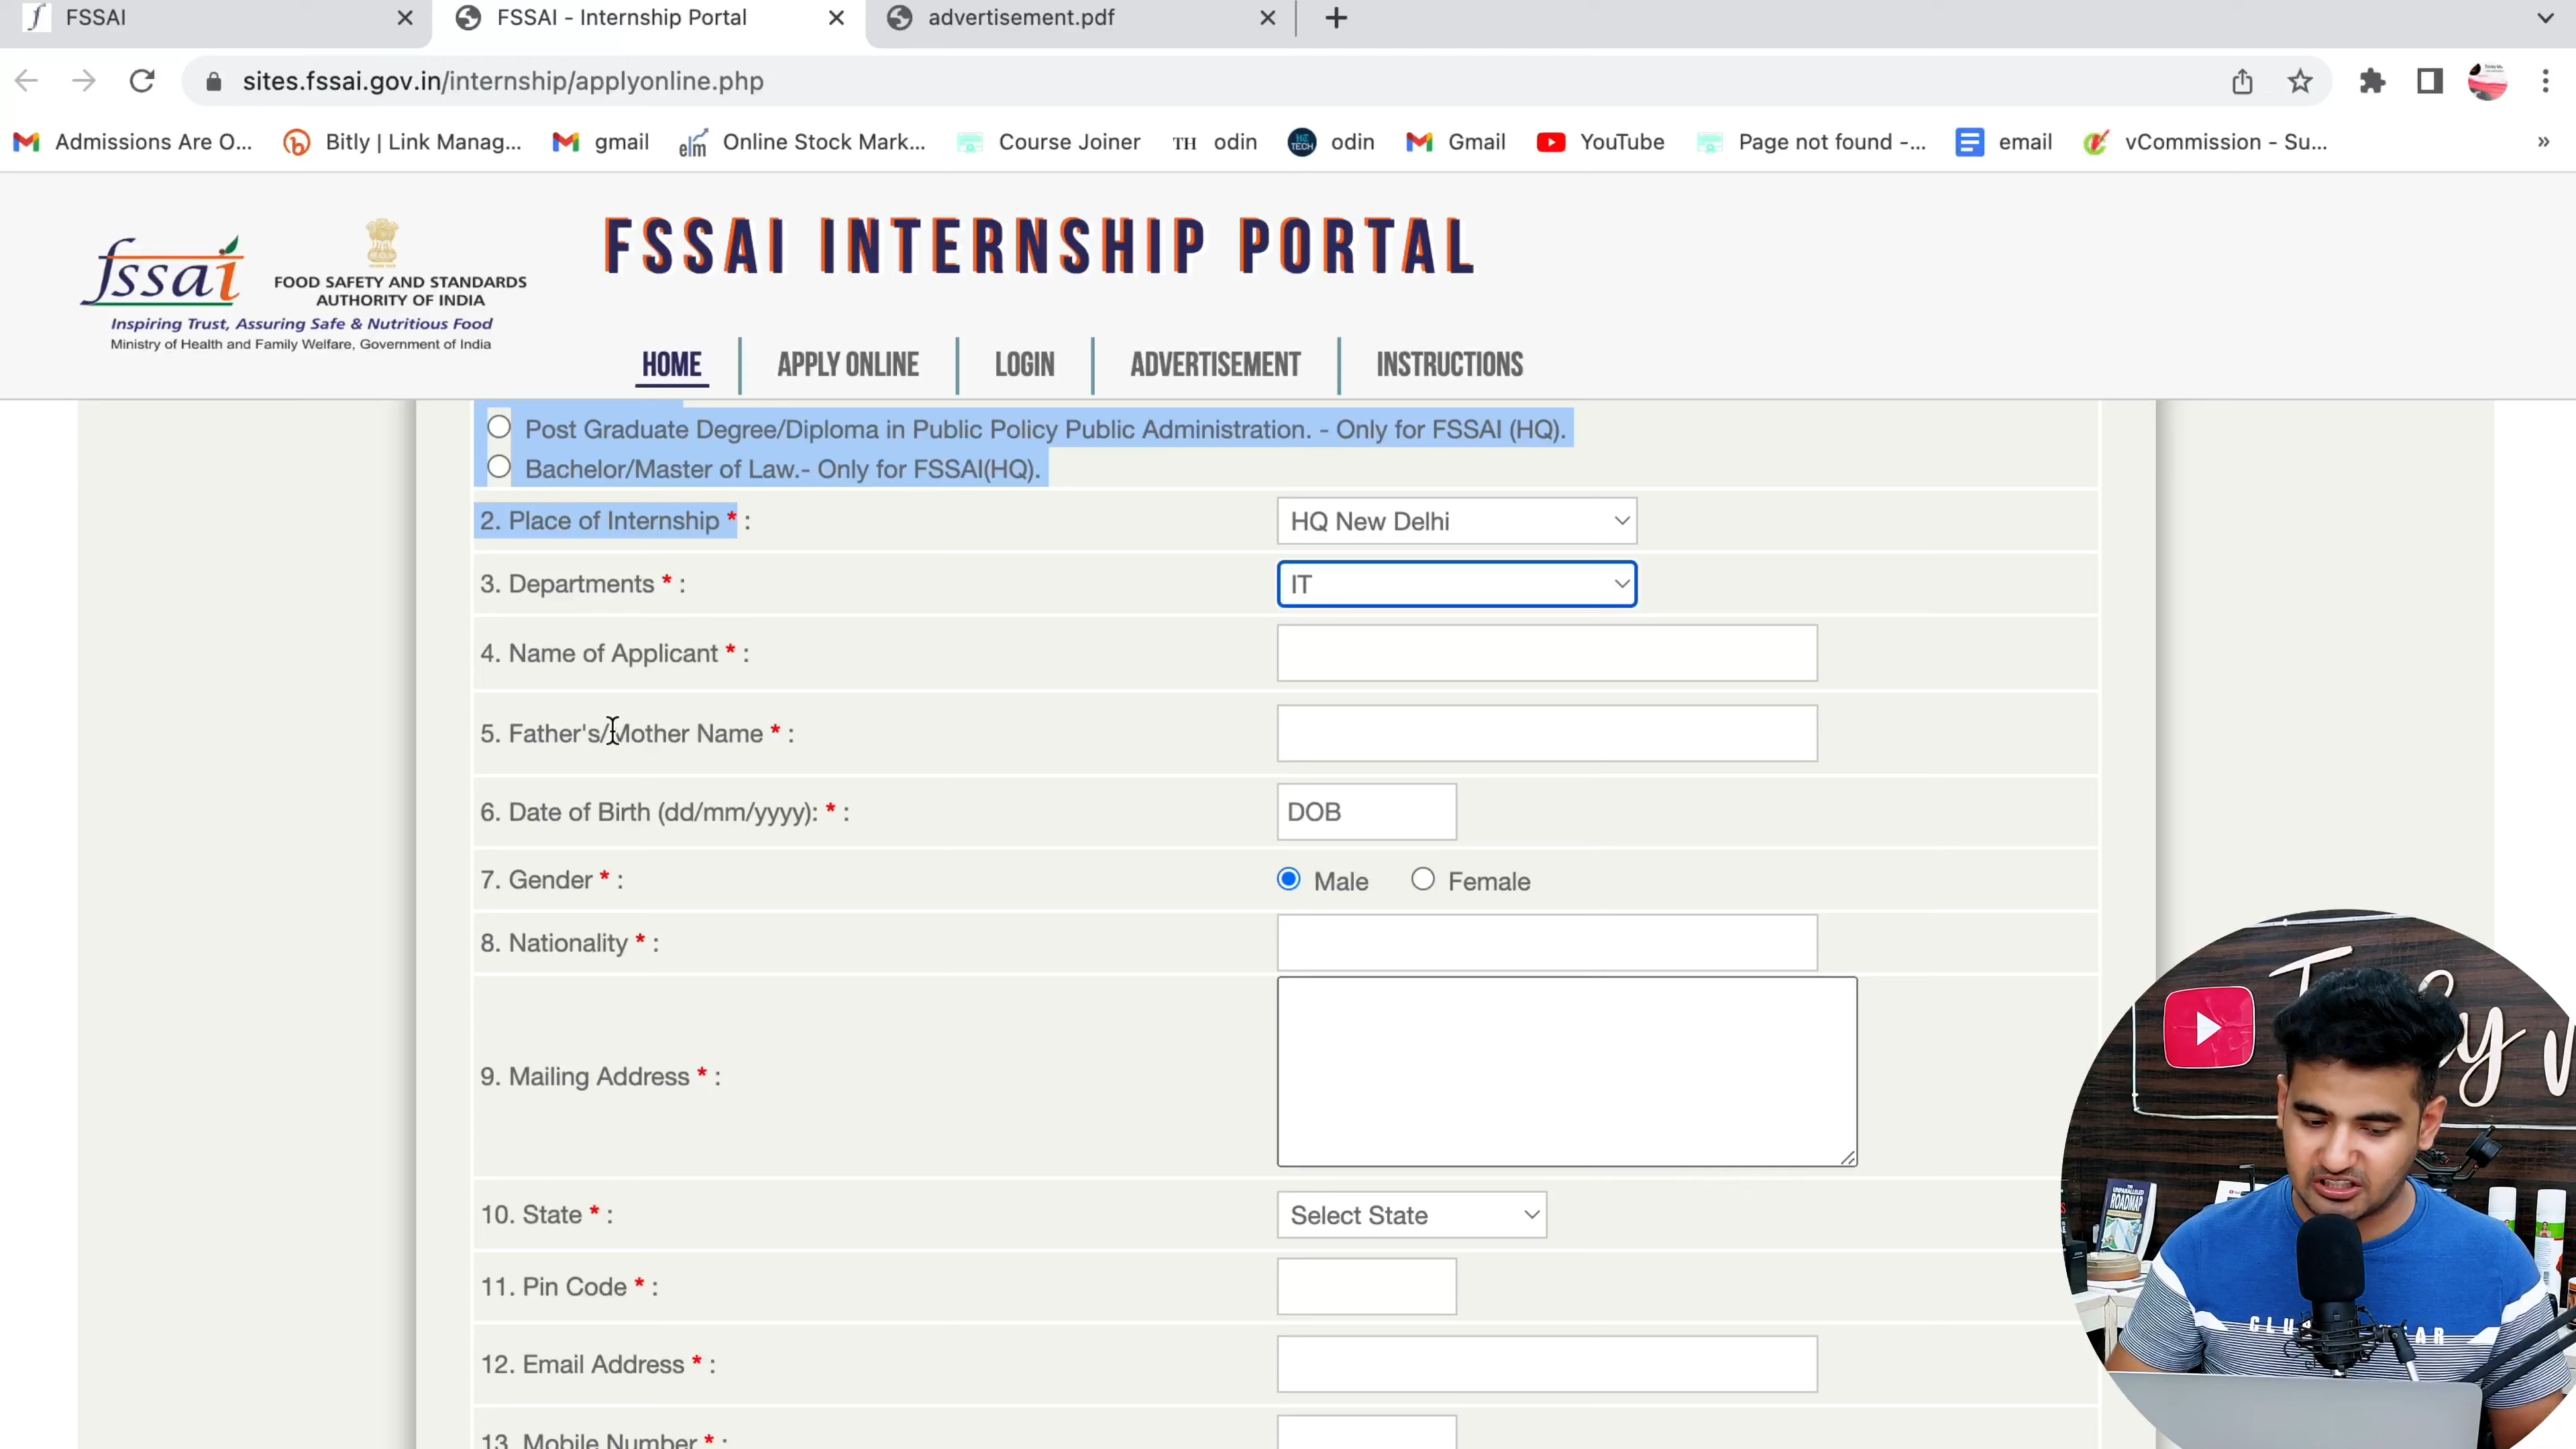 FSSAI
FSSAI - Internship Portal
advertisement.pdf
sites.fssai.gov.in/internship/applyonline.php
Admissions Are O...
Bitly | Link Manag...
gmail
elm Online Stock Mark...
Course Joiner
TH odin
HIT TECH odin
Gmail
YouTube
Page not found -...
email
vCommission - Su...
»
fssai
FOOD SAFETY AND STANDARDS
AUTHORITY OF INDIA
Inspiring Trust, Assuring Safe & Nutritious Food
Ministry of Health and Family Welfare, Government of India
FSSAI INTERNSHIP PORTAL
HOME
APPLY ONLINE
LOGIN
ADVERTISEMENT
INSTRUCTIONS
Post Graduate Degree/Diploma in Public Policy Public Administration. - Only for FSSAI (HQ).
Bachelor/Master of Law.- Only for FSSAI(HQ).
2. Place of Internship * : HQ New Delhi
3. Departments * : IT
4. Name of Applicant * :
5. Father's/Mother Name * :
6. Date of Birth (dd/mm/yyyy): * : DOB
7. Gender * : Male Female
8. Nationality * :
9. Mailing Address * :
10. State * : Select State
11. Pin Code * :
12. Email Address * :
13. Mobile Number * :
ROADMAP